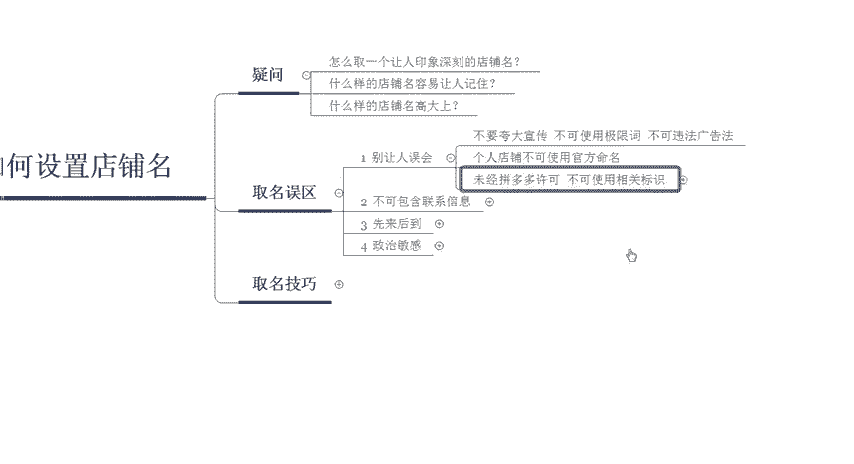 何设置店铺名
疑问
怎么取一个让人印象深刻的店铺名?
什么样的店铺名容易让人记住?
什么样的店铺名高大上?
取名误区
1 别让人误会
不要夸大宣传 不可使用极限词 不可违法广告法
个人店铺不可使用官方命名
未经拼多多许可 不可使用相关标识
2 不可包含联系信息
3 先来后到
4 政治敏感
取名技巧